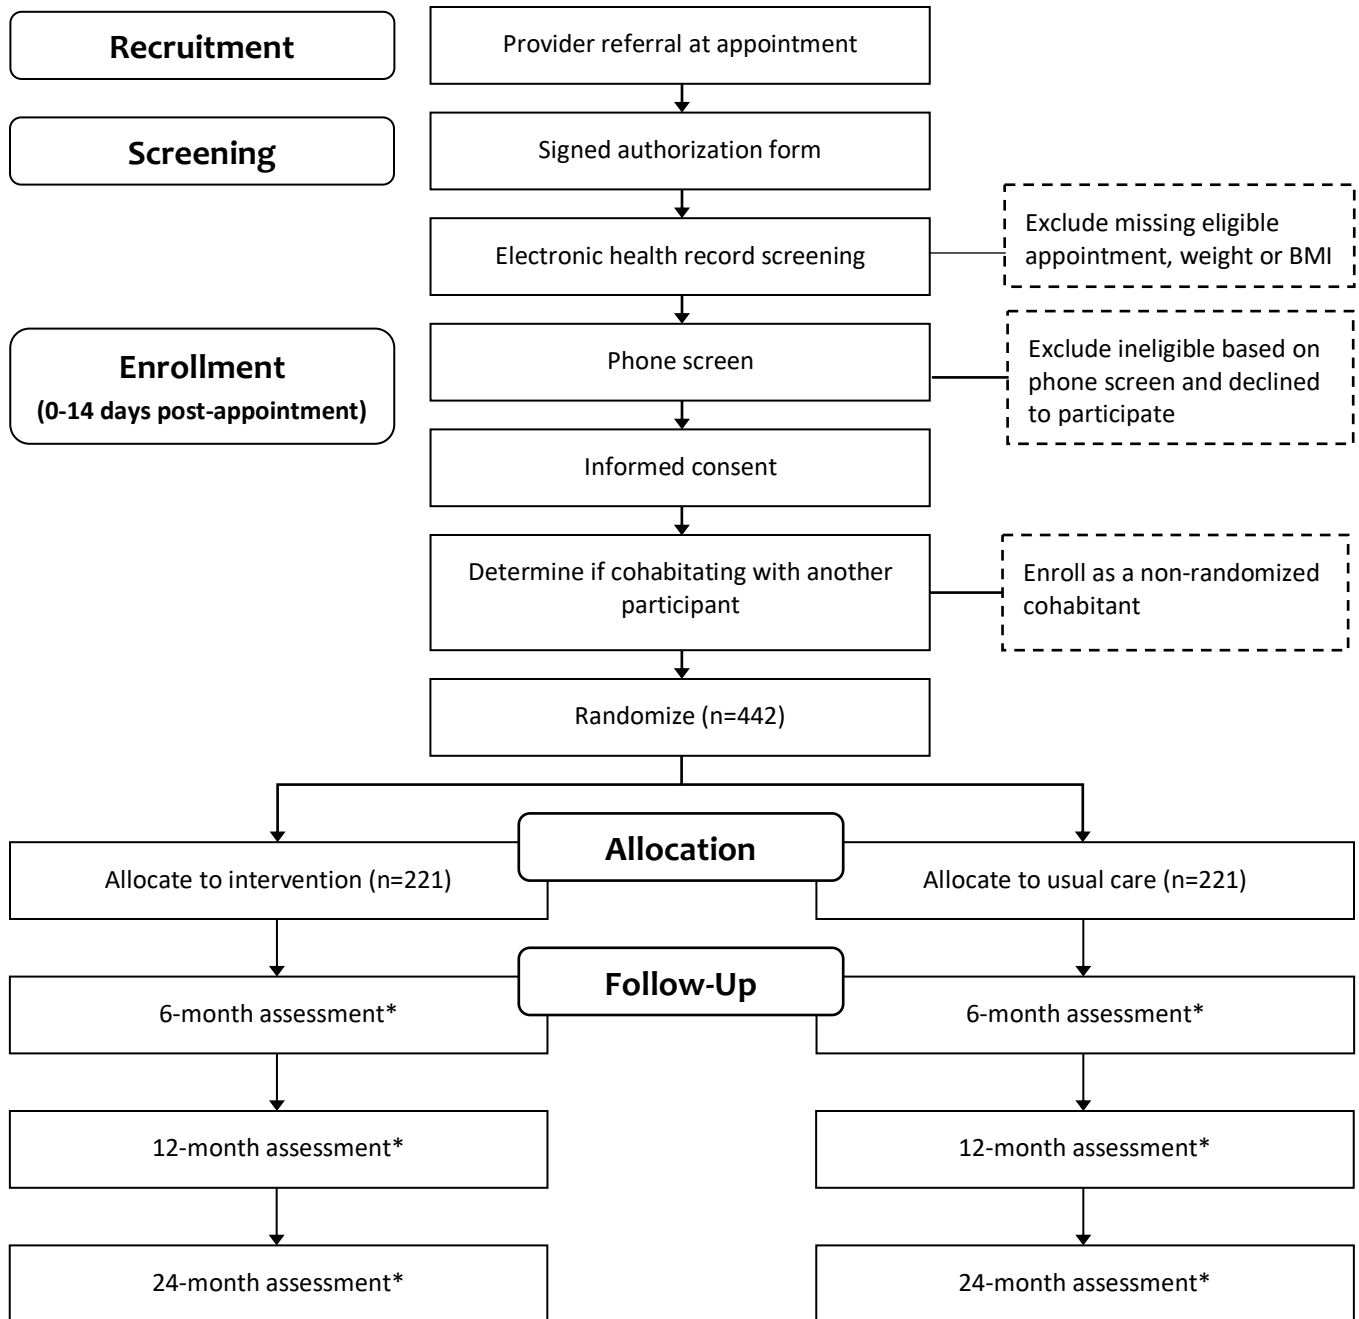 Recruitment
Provider referral at appointment
Screening
Signed authorization form
Electronic health record screening
Exclude missing eligible
appointment, weight or BMI
Enrollment
(0-14 days post-appointment)
Phone screen
Exclude ineligible based on
phone screen and declined
to participate
Informed consent
Determine if cohabitating with another
participant
Enroll as a non-randomized
cohabitant
Randomize (n=442)
Allocation
Allocate to intervention (n=221)
Allocate to usual care (n=221)
Follow-Up
6-month assessment*
6-month assessment*
12-month assessment*
12-month assessment*
24-month assessment*
24-month assessment*